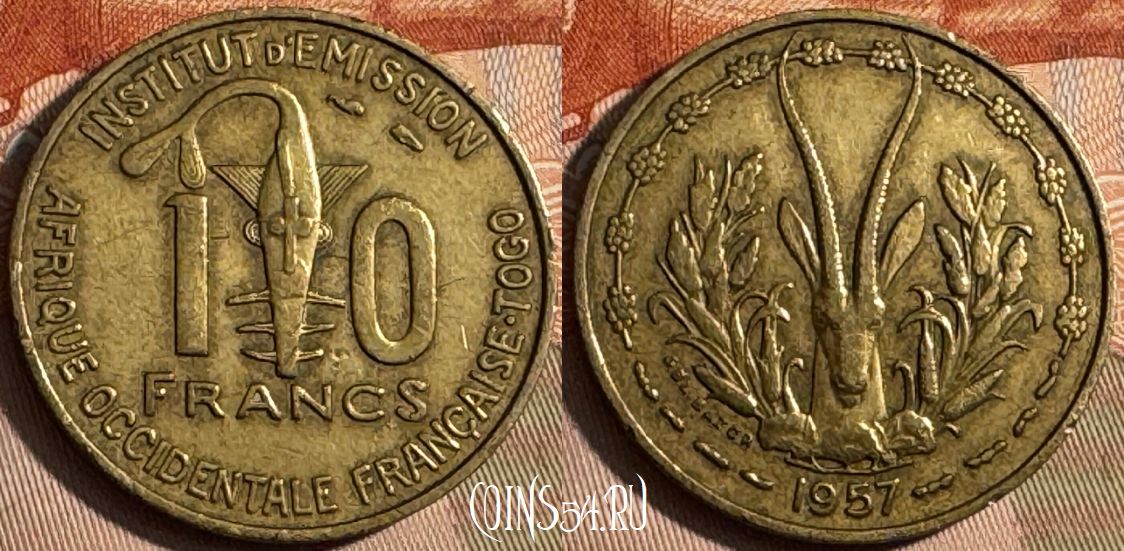 INSTITUT D'EMISSION
AFRIQUE OCCIDENTALE FRANÇAISE·TOGO
10
FRANCS
1957
COINS54.RU